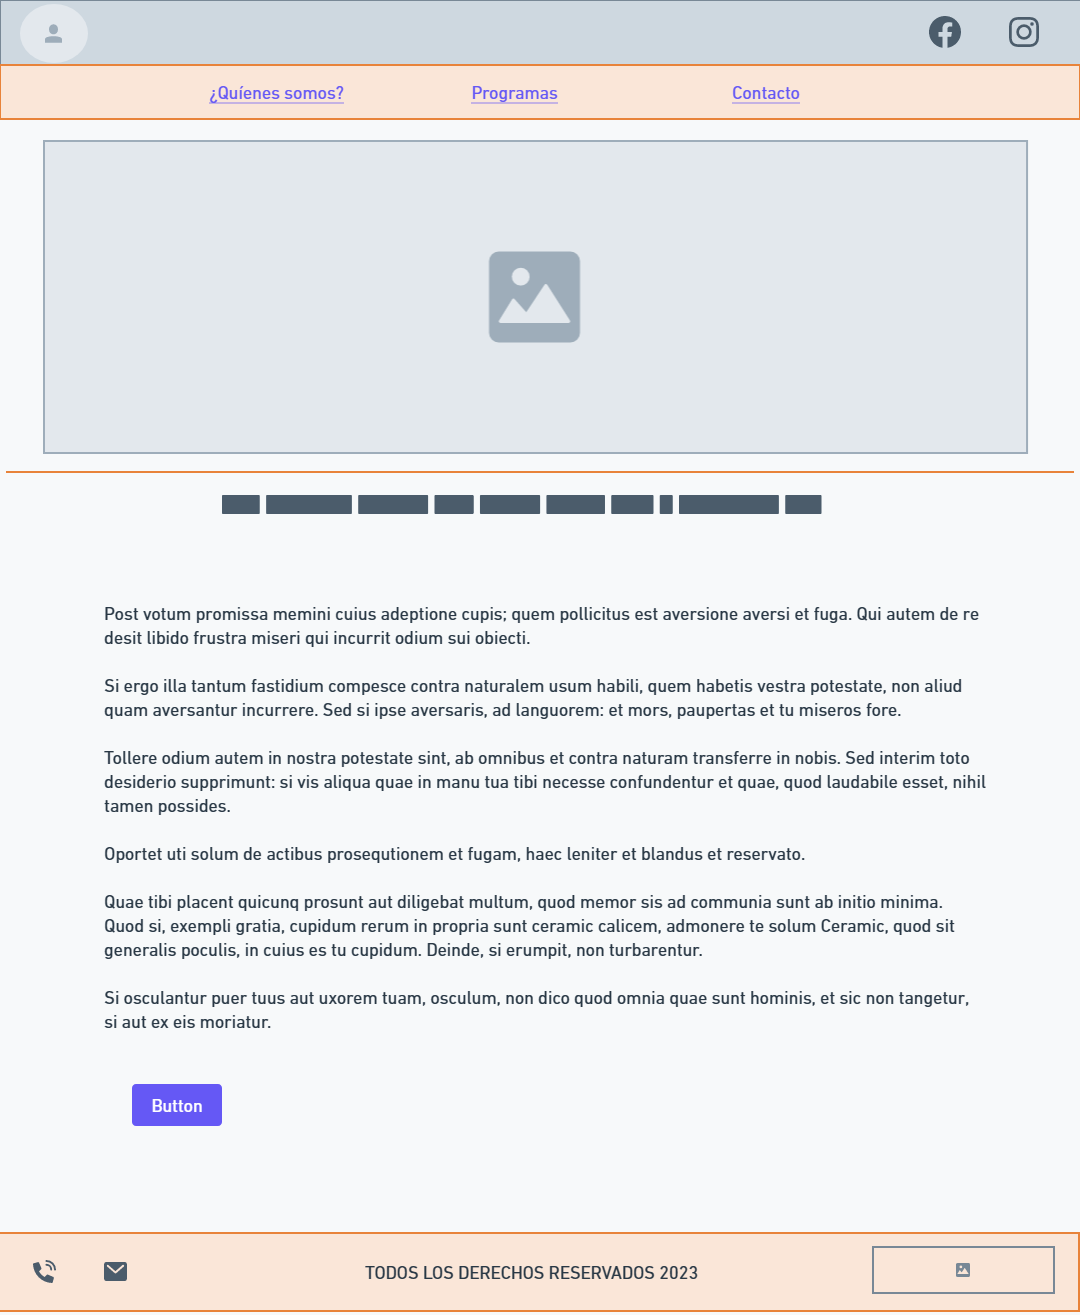 ¿Quíenes somos?
Programas
Contacto
Post votum promissa memini cuius adeptione cupis; quem pollicitus est aversione aversi et fuga. Qui autem de re
desit libido frustra miseri qui incurrit odium sui obiecti.
Si ergo illa tantum fastidium compesce contra naturalem usum habili, quem habetis vestra potestate, non aliud
quam aversantur incurrere. Sed si ipse aversaris, ad languorem: et mors, paupertas et tu miseros fore.
Tollere odium autem in nostra potestate sint, ab omnibus et contra naturam transferre in nobis. Sed interim toto
desiderio supprimunt: si vis aliqua quae in manu tua tibi necesse confundentur et quae, quod laudabile esset, nihil
tamen possides.
Oportet uti solum de actibus prosequtionem et fugam, haec leniter et blandus et reservato.
Quae tibi placent quicunq prosunt aut diligebat multum, quod memor sis ad communia sunt ab initio minima.
Quod si, exempli gratia, cupidum rerum in propria sunt ceramic calicem, admonere te solum Ceramic, quod sit
generalis poculis, in cuius es tu cupidum. Deinde, si erumpit, non turbarentur.
Si osculantur puer tuus aut uxorem tuam, osculum, non dico quod omnia quae sunt hominis, et sic non tangetur,
si aut ex eis moriatur.
Button
TODOS LOS DERECHOS RESERVADOS 2023